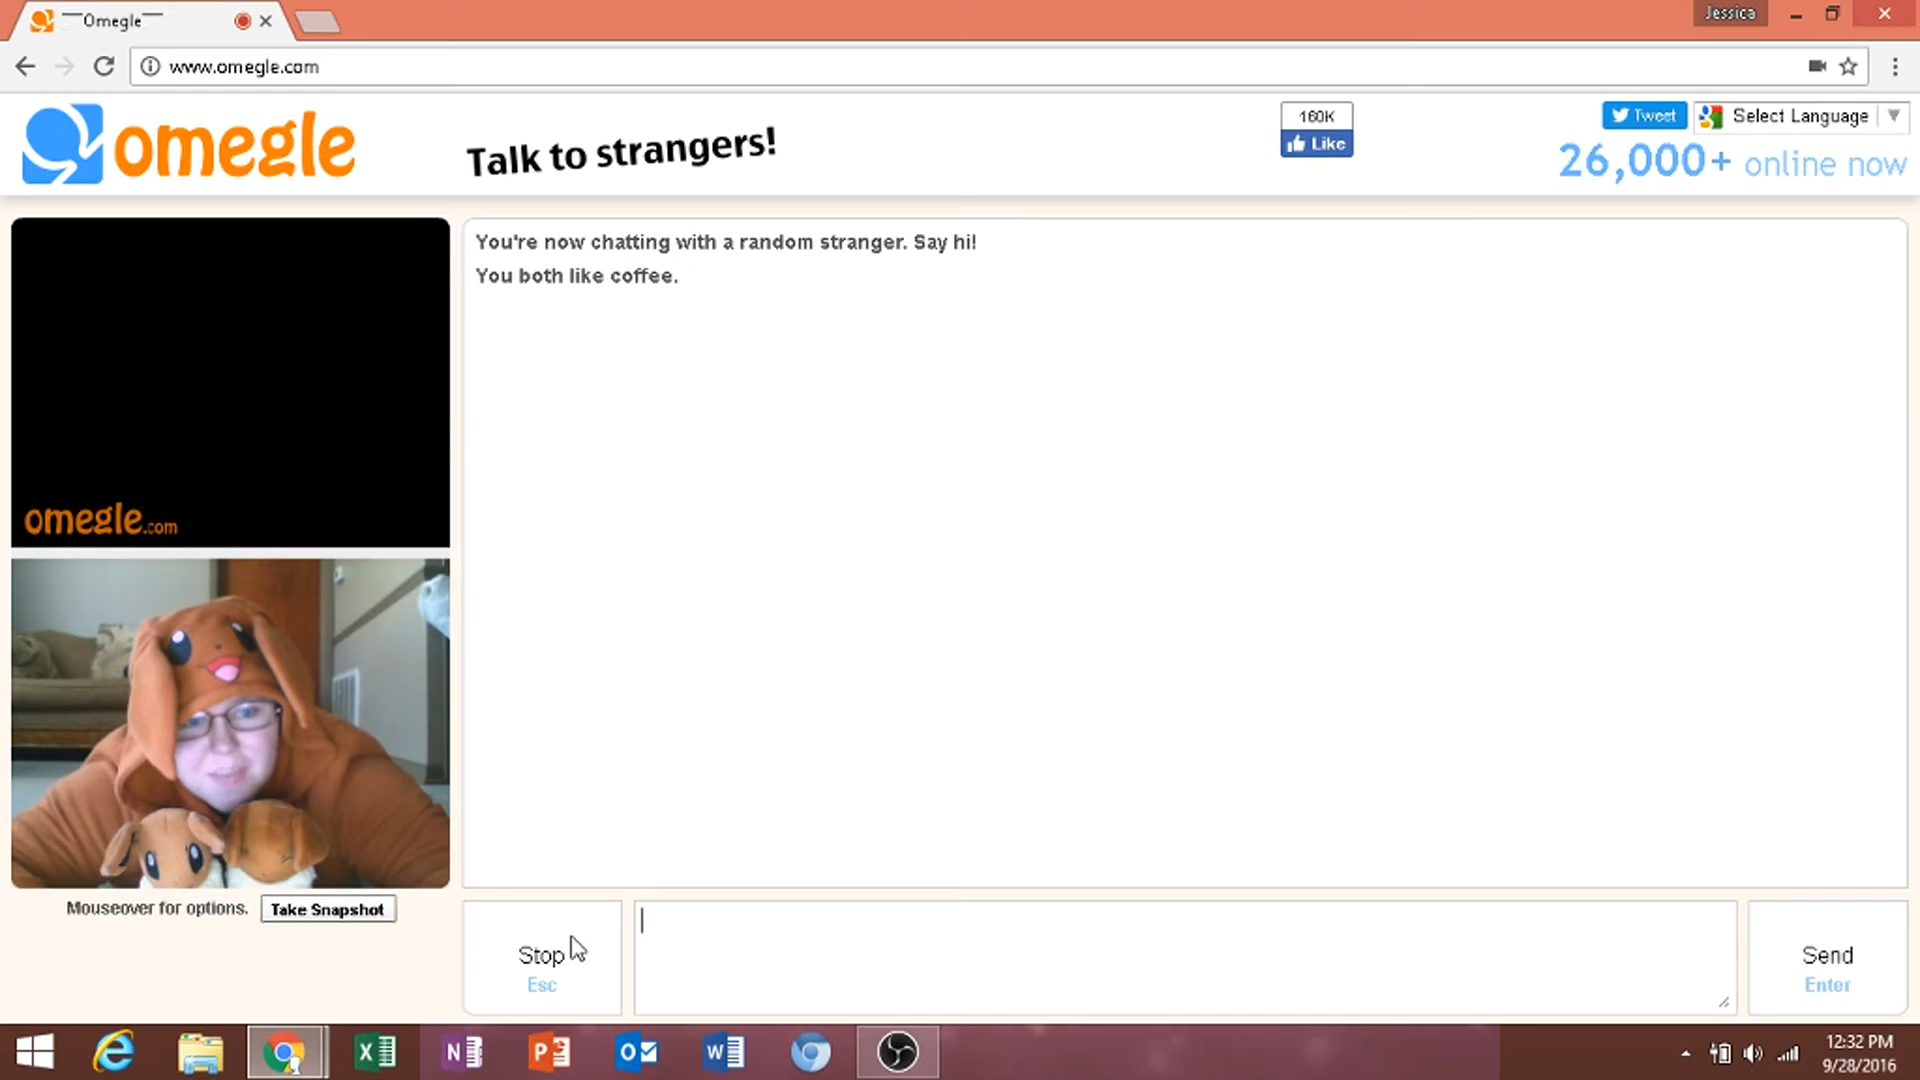 Omegle
Jessica
www.omegle.com
omegle
Talk to strangers!
160K
Like
Tweet
Select Language
26,000+ online now
You're now chatting with a random stranger. Say hi!
You both like coffee.
omegle.com
Mouseover for options.
Take Snapshot
Stop
Esc
Send
Enter
12:32 PM
9/28/2016